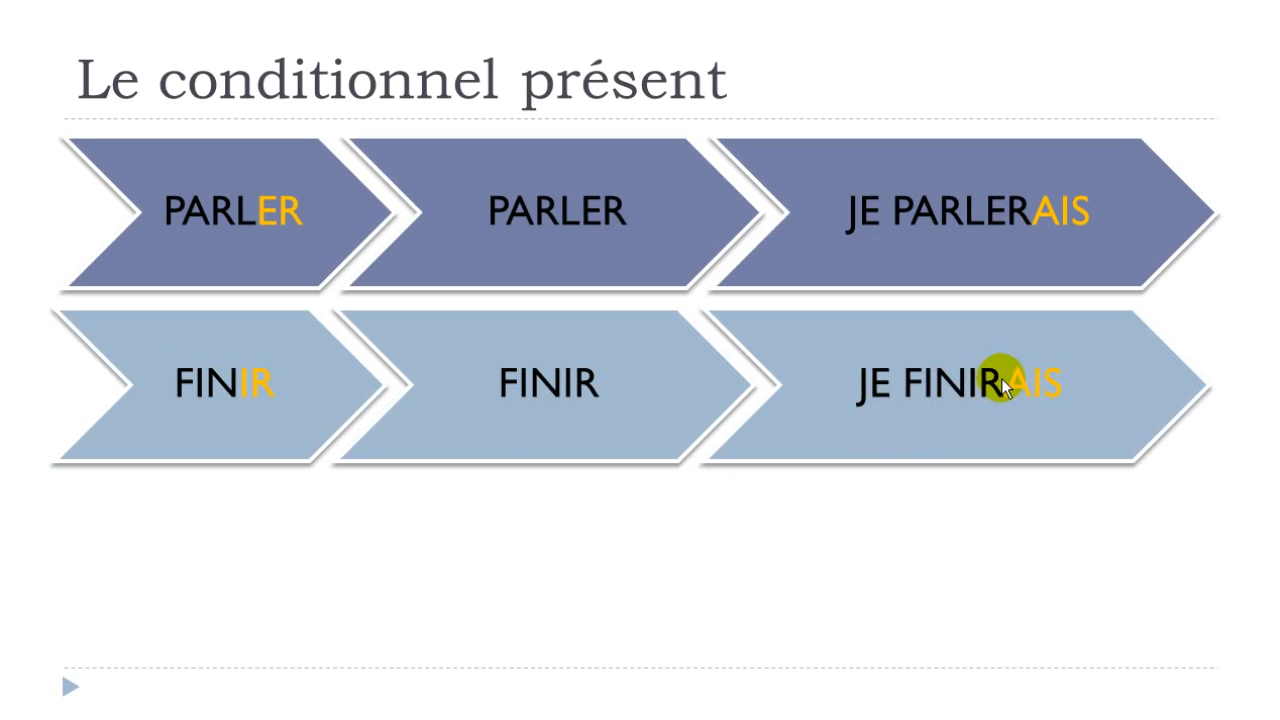 Le conditionnel présent
PARLER PARLER JE PARLERAIS
FINIR FINIR JE FINIRAIS